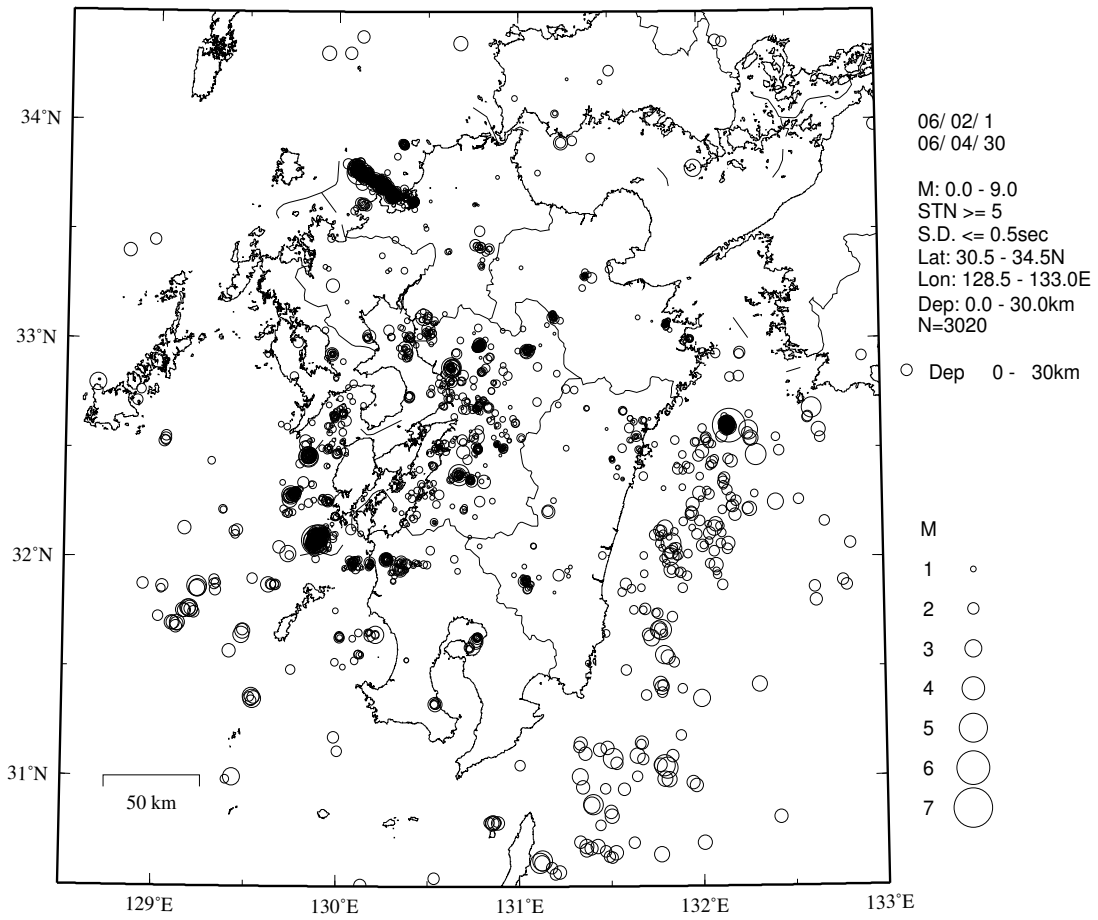 34˚N
33˚N
32˚N
31˚N
50 km
129˚E
130˚E
131˚E
132˚E
133˚E
06/ 02/ 1
06/ 04/ 30
M: 0.0 - 9.0
STN >= 5
S.D. <= 0.5sec
Lat: 30.5 - 34.5N
Lon: 128.5 - 133.0E
Dep: 0.0 - 30.0km
N=3020
Dep 0 - 30km
M
1
2
3
4
5
6
7